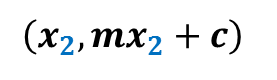 (x₂, mx₂ + c)